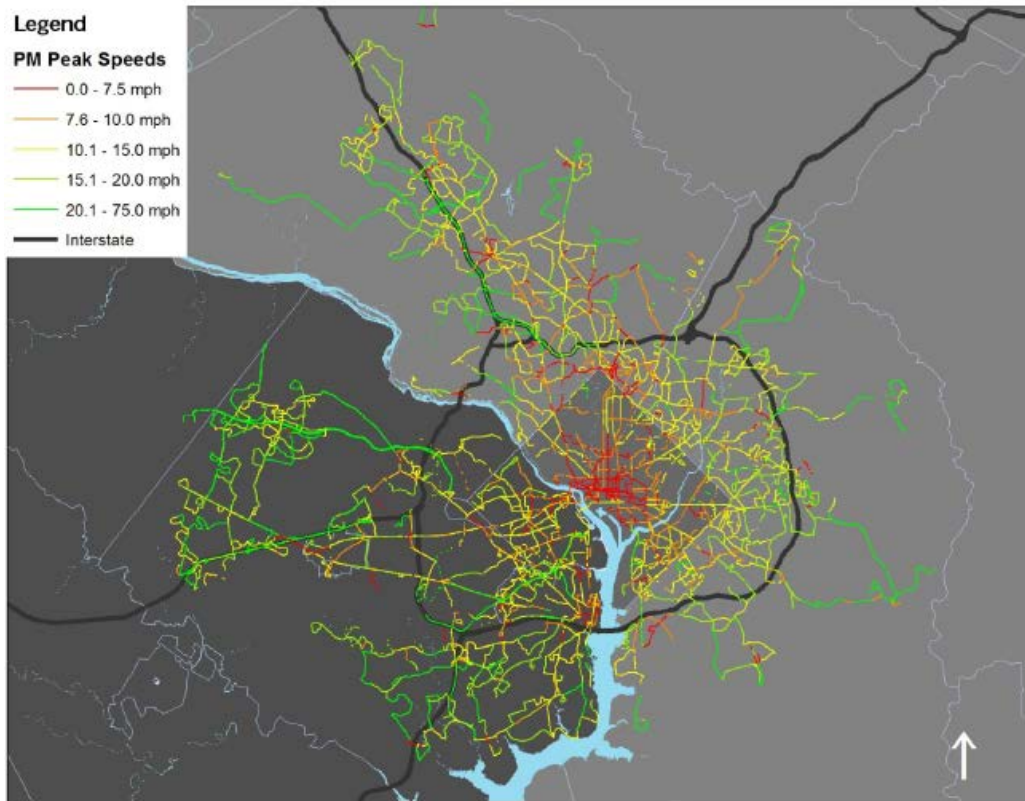 Legend
PM Peak Speeds
0.0 - 7.5 mph
7.6 - 10.0 mph
10.1 - 15.0 mph
15.1 - 20.0 mph
20.1 - 75.0 mph
Interstate